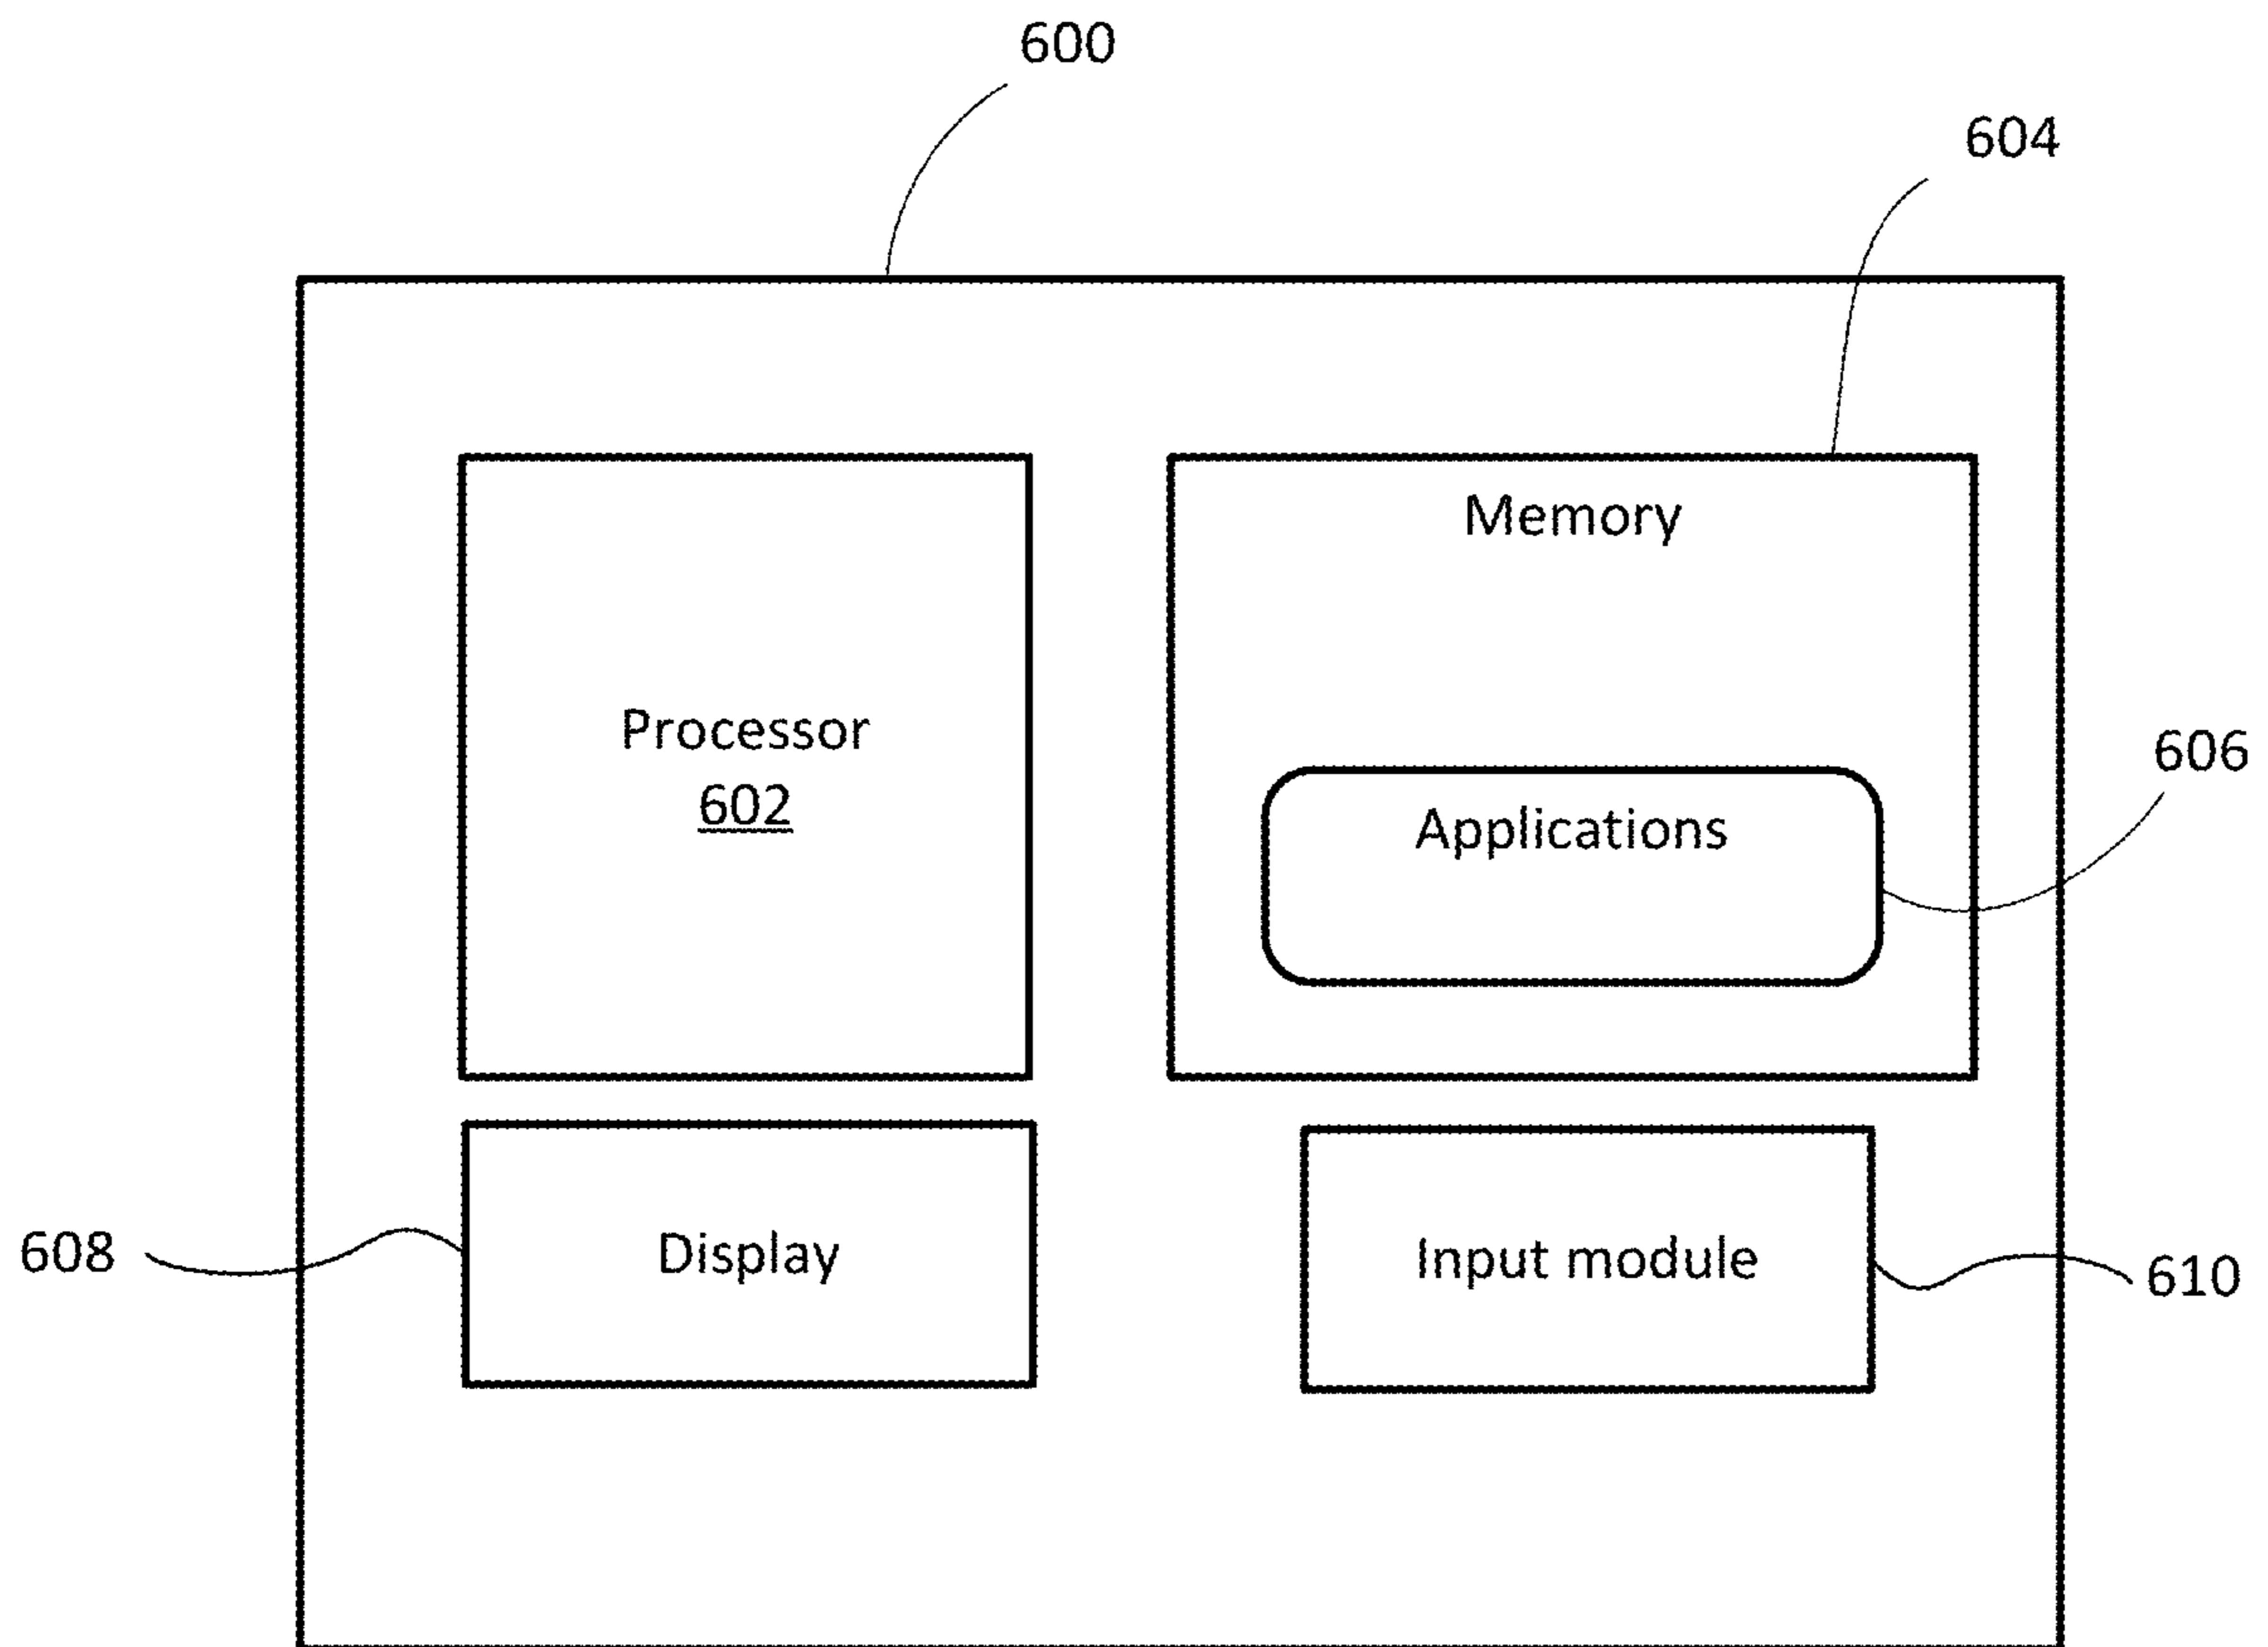 600
604
Memory
Processor
602
606
Applications
608
Display
Input module
610